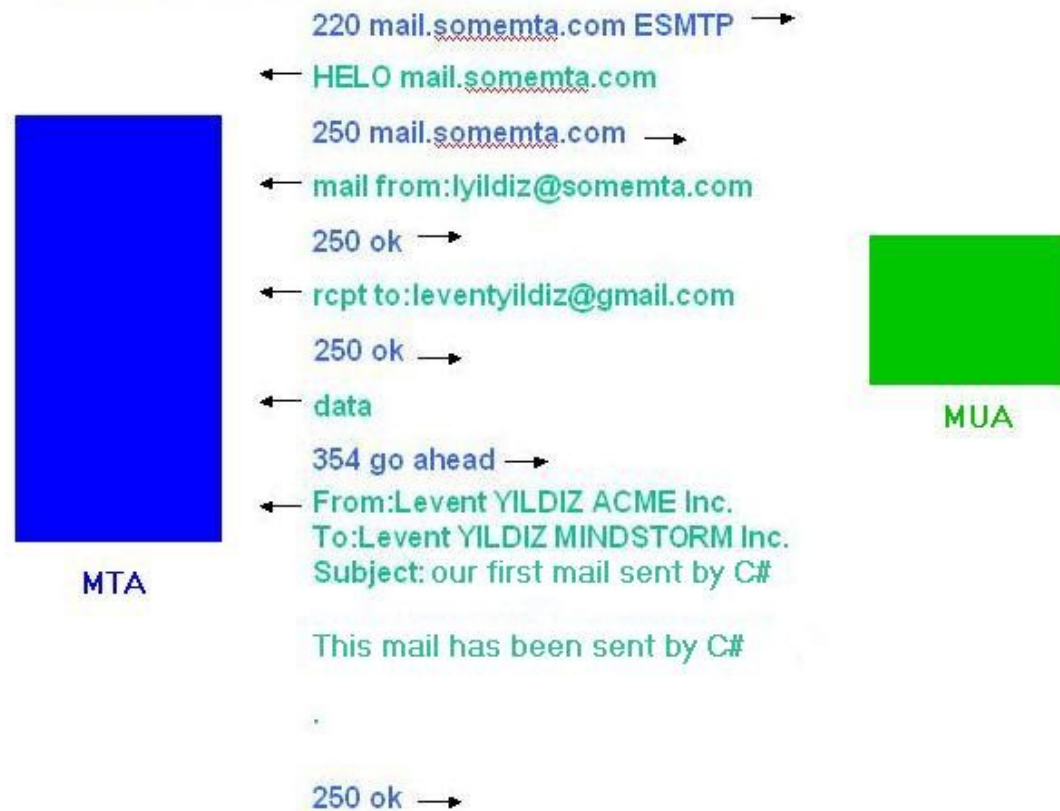 220 mail.somemta.com ESMTP
HELO mail.somemta.com
250 mail.somemta.com
mail from:lyildiz@somemta.com
250 ok
rcpt to:leventyildiz@gmail.com
250 ok
data
354 go ahead
From:Levent YILDIZ ACME Inc.
To:Levent YILDIZ MINDSTORM Inc.
Subject: our first mail sent by C#
This mail has been sent by C#
.
250 ok
MTA
MUA